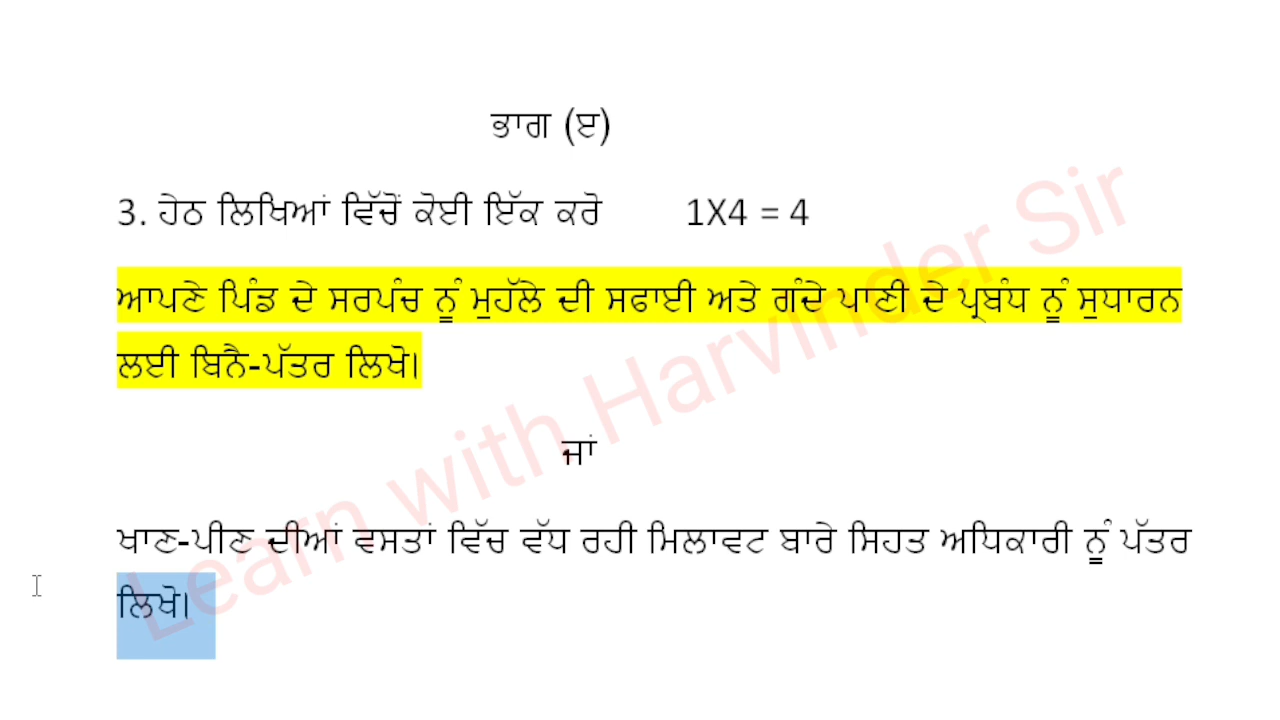 ਭਾਗ (ੲ)
3. ਹੇਠ ਲਿਖਿਆਂ ਵਿੱਚੋਂ ਕੋਈ ਇੱਕ ਕਰੋ 1X4 = 4
ਆਪਣੇ ਪਿੰਡ ਦੇ ਸਰਪੰਚ ਨੂੰ ਮੁਹੱਲੇ ਦੀ ਸਫਾਈ ਅਤੇ ਗੰਦੇ ਪਾਣੀ ਦੇ ਪ੍ਰਬੰਧ ਨੂੰ ਸੁਧਾਰਨ
ਲਈ ਬਿਨੈ-ਪੱਤਰ ਲਿਖੋ।
ਜਾਂ
ਖਾਣ-ਪੀਣ ਦੀਆਂ ਵਸਤਾਂ ਵਿੱਚ ਵੱਧ ਰਹੀ ਮਿਲਾਵਟ ਬਾਰੇ ਸਿਹਤ ਅਧਿਕਾਰੀ ਨੂੰ ਪੱਤਰ
ਲਿਖੋ।
Learn with Harvinder Sir